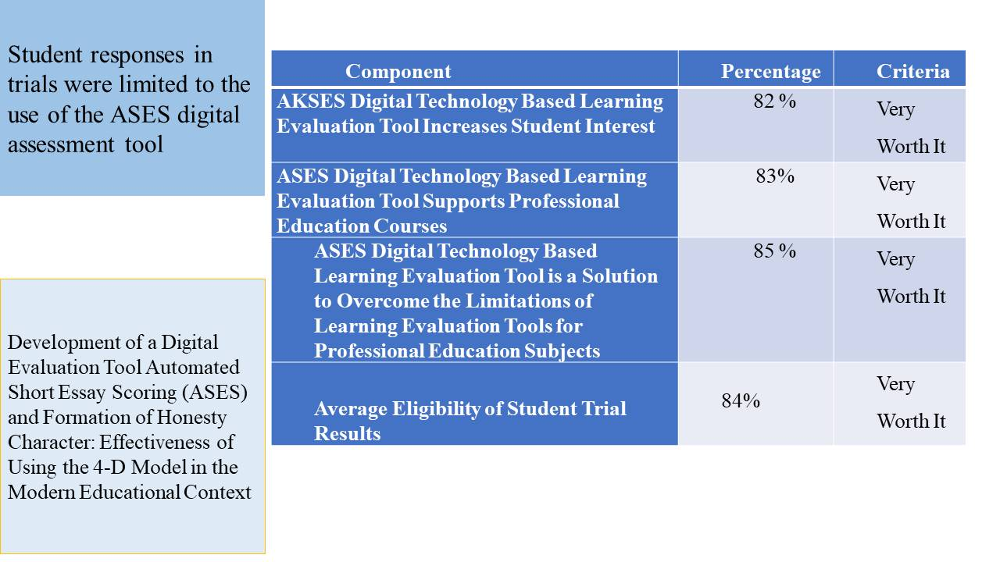 Student responses in
trials were limited to the
use of the ASES digital
assessment tool
Development of a Digital
Evaluation Tool Automated
Short Essay Scoring (ASES)
and Formation of Honesty
Character: Effectiveness of
Using the 4-D Model in the
Modern Educational Context
Component Percentage Criteria
AKSES Digital Technology Based Learning
Evaluation Tool Increases Student Interest
82 %
Very
Worth It
ASES Digital Technology Based Learning
Evaluation Tool Supports Professional
Education Courses
83%
Very
Worth It
ASES Digital Technology Based
Learning Evaluation Tool is a Solution
to Overcome the Limitations of
Learning Evaluation Tools for
Professional Education Subjects
85 %
Very
Worth It
Average Eligibility of Student Trial
Results
84%
Very
Worth It